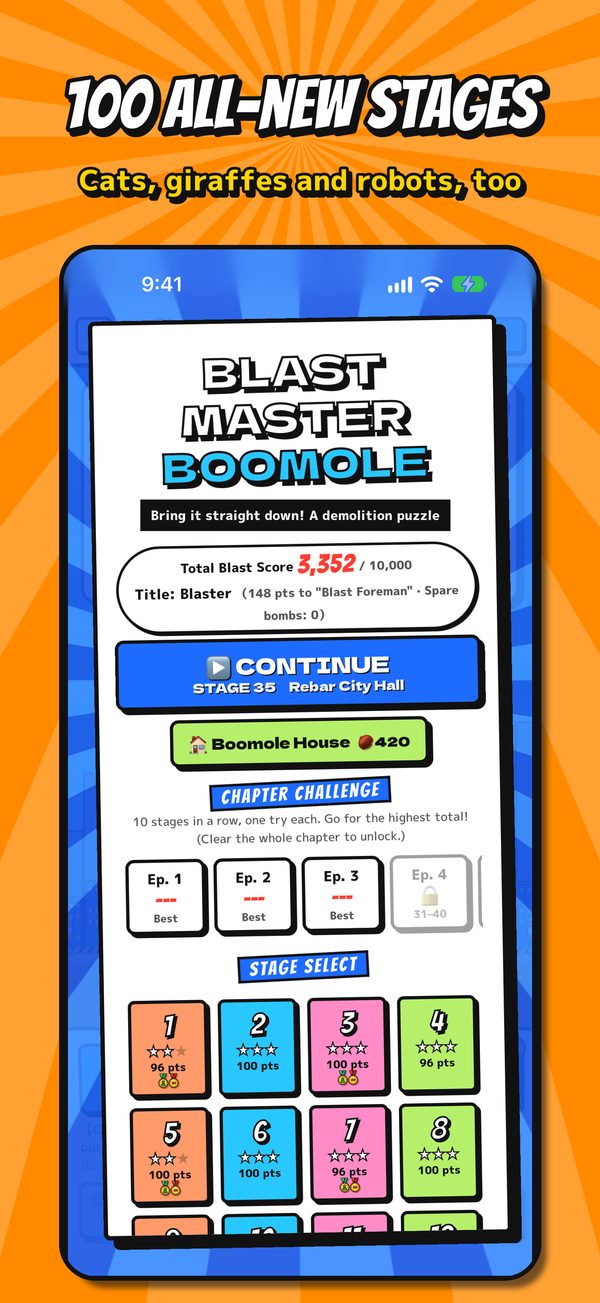 100 ALL-NEW STAGES
Cats, giraffes and robots, too
9:41
BLAST
MASTER
BOOMOLE
Bring it straight down! A demolition puzzle
Total Blast Score 3,352 / 10,000
Title: Blaster (148 pts to "Blast Foreman" · Spare
bombs: 0)
CONTINUE
STAGE 35 Rebar City Hall
Boomole House 420
CHAPTER CHALLENGE
10 stages in a row, one try each. Go for the highest total!
(Clear the whole chapter to unlock.)
Ep. 1 Ep. 2 Ep. 3 Ep. 4
--- --- ---
Best Best Best 31–40
STAGE SELECT
1 2 3 4
96 pts 100 pts 100 pts 96 pts
5 6 7 8
100 pts 100 pts 96 pts 100 pts